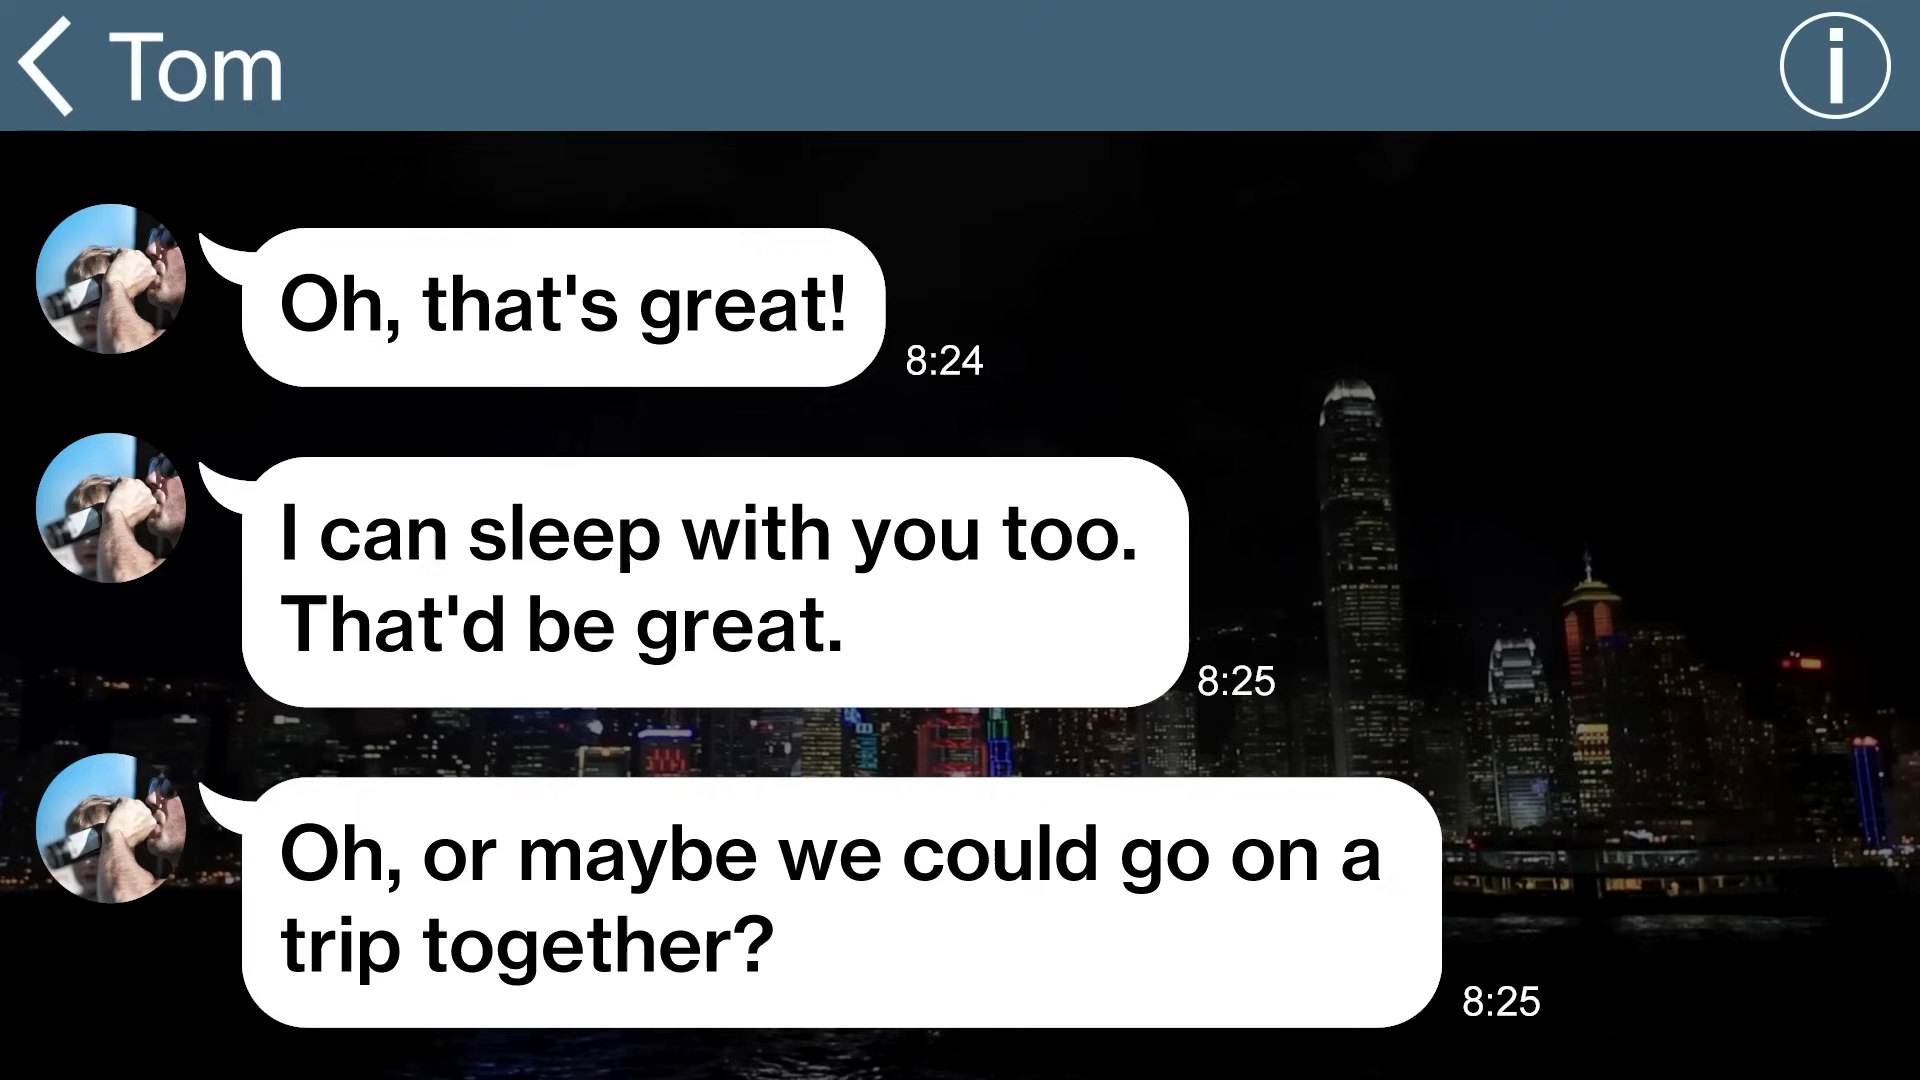 Tom
Oh, that's great!
8:24
I can sleep with you too.
That'd be great.
8:25
Oh, or maybe we could go on a
trip together?
8:25